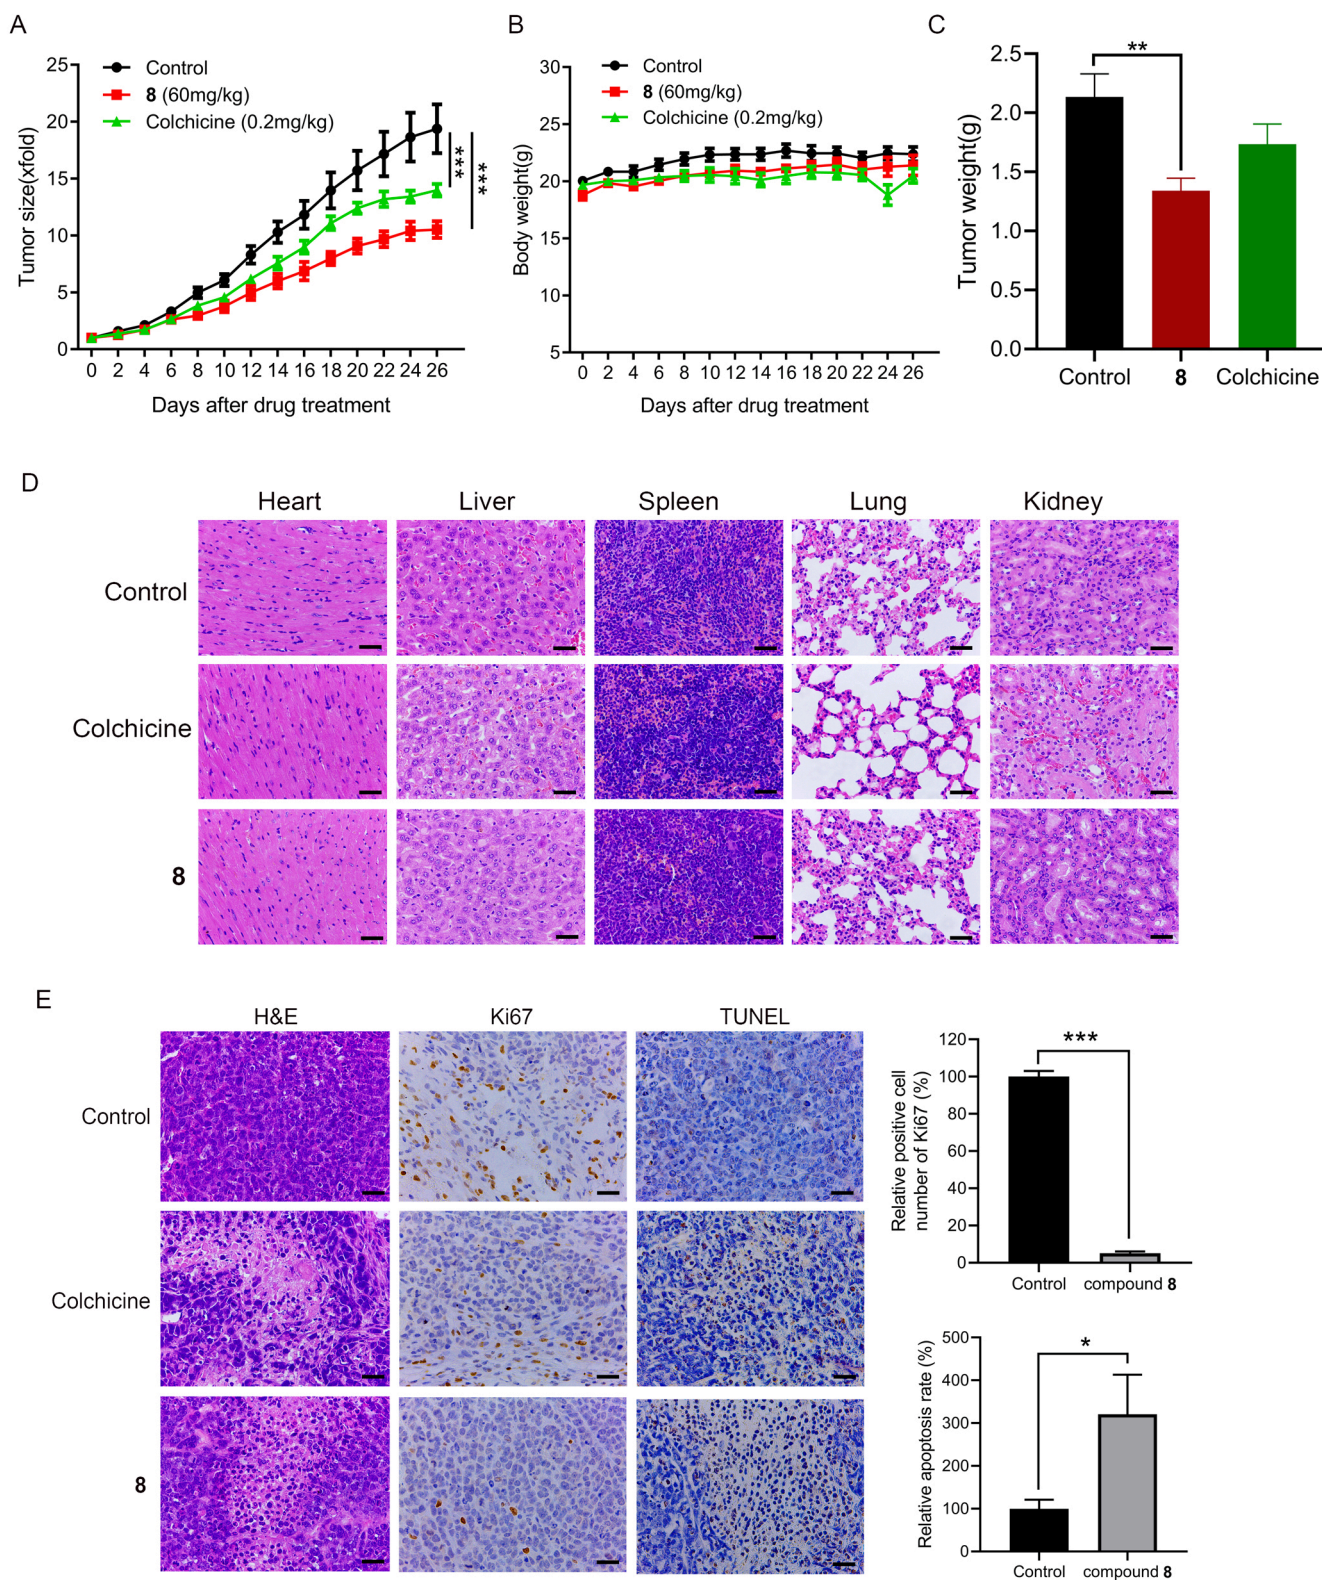 A
25
20
15
10
5
0
Tumor size(xfold)
Control
8 (60mg/kg)
Colchicine (0.2mg/kg)
***
***
0 2 4 6 8 10 12 14 16 18 20 22 24 26
Days after drug treatment
B
30
25
20
15
10
5
Body weight(g)
Control
8 (60mg/kg)
Colchicine (0.2mg/kg)
0 2 4 6 8 10 12 14 16 18 20 22 24 26
Days after drug treatment
C
2.5
2.0
1.5
1.0
0.5
0.0
Tumor weight(g)
**
Control 8 Colchicine
D
Heart Liver Spleen Lung Kidney
Control
Colchicine
8
E
H&E Ki67 TUNEL
Control
Colchicine
8
120
100
80
60
40
20
0
Relative positive cell
number of Ki67 (%)
***
Control compound 8
500
400
300
200
100
0
Relative apoptosis rate (%)
*
Control compound 8